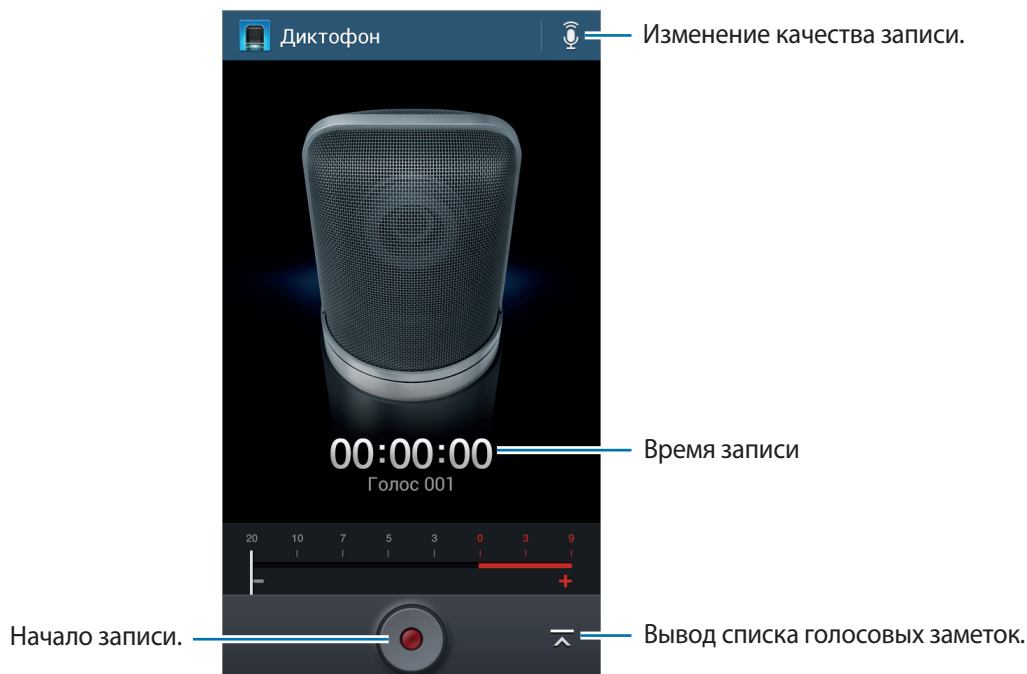 Диктофон
Изменение качества записи.
00:00:00
Время записи
Голос 001
20 10 7 5 3 0 3 9
− +
Начало записи.
Вывод списка голосовых заметок.